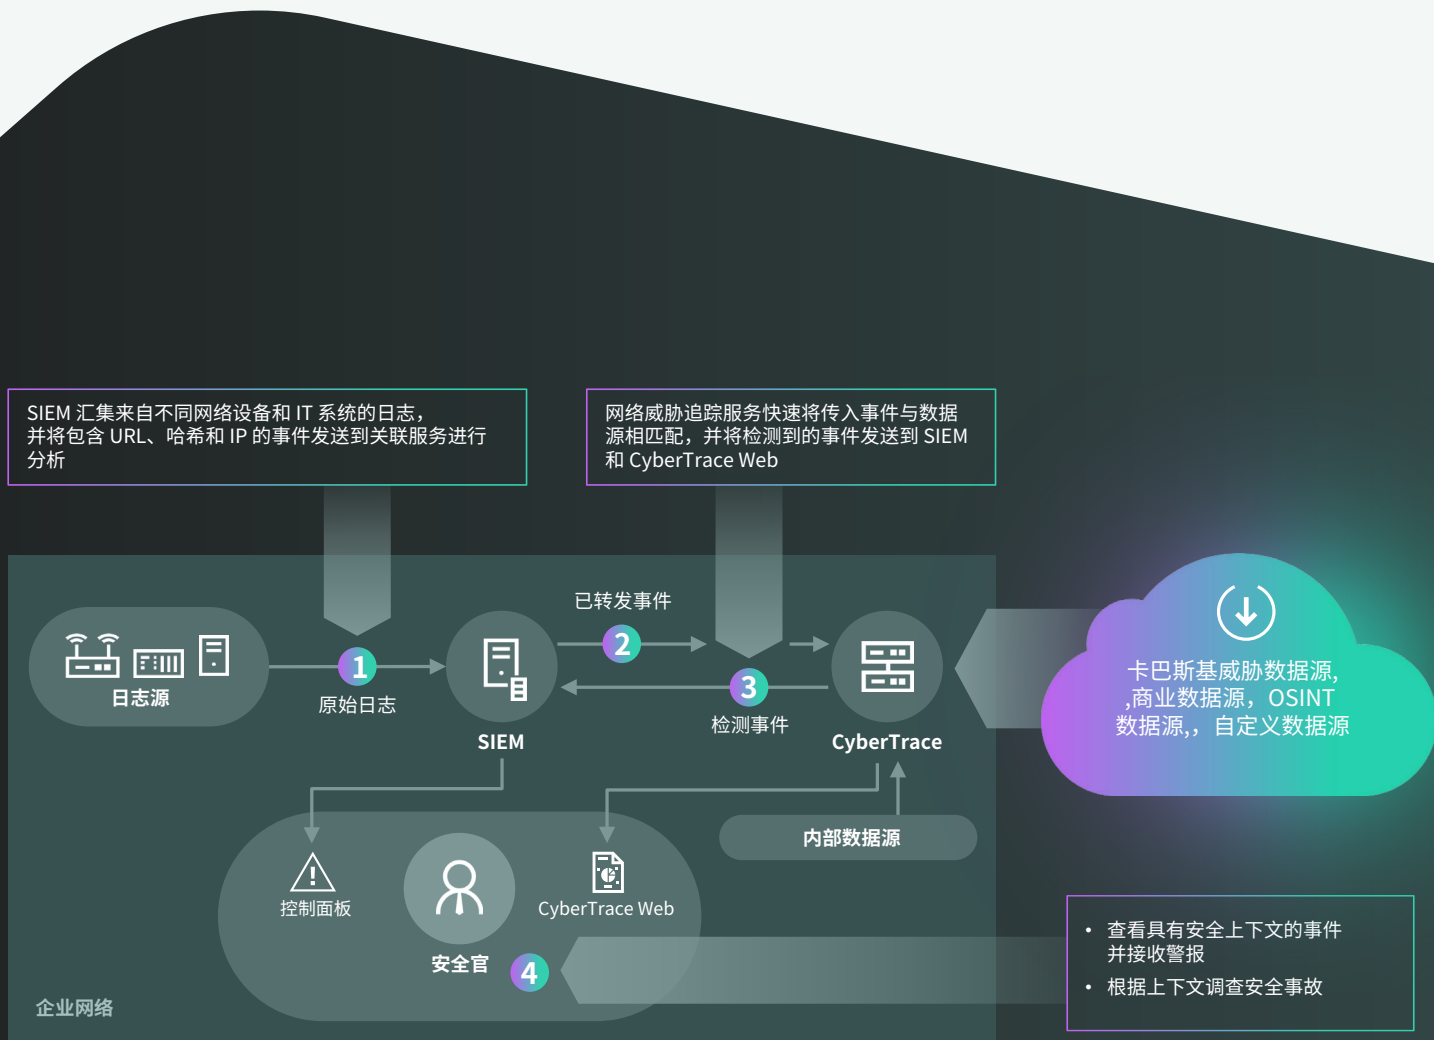 SIEM 汇集来自不同网络设备和 IT 系统的日志，
并将包含 URL、哈希和 IP 的事件发送到关联服务进行
分析
网络威胁追踪服务快速将传入事件与数据
源相匹配，并将检测到的事件发送到 SIEM
和 CyberTrace Web
已转发事件
日志源
1
原始日志
SIEM
2
3
检测事件
CyberTrace
卡巴斯基威胁数据源,
,商业数据源，OSINT
数据源,，自定义数据源
内部数据源
控制面板
CyberTrace Web
安全官
4
企业网络
• 查看具有安全上下文的事件
并接收警报
• 根据上下文调查安全事故